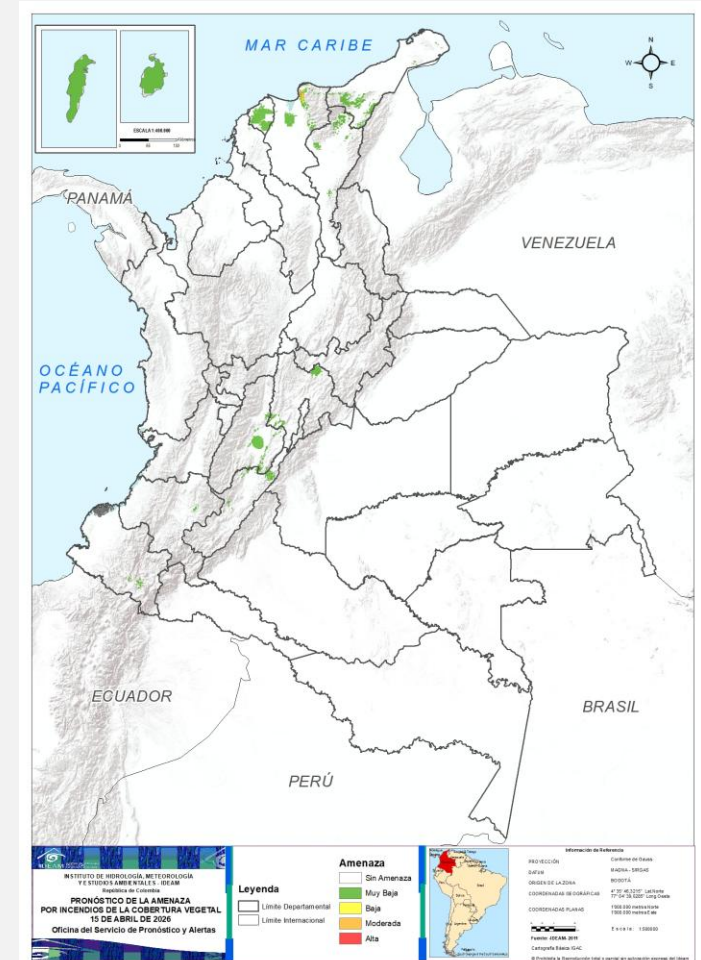 MAR CARIBE
N
W
E
S
ESCALA 1:400.000
PANAMÁ
VENEZUELA
OCÉANO
PACÍFICO
ECUADOR
BRASIL
PERÚ
IDEAM
INSTITUTO DE HIDROLOGÍA, METEOROLOGÍA
Y ESTUDIOS AMBIENTALES - IDEAM
República de Colombia
PRONÓSTICO DE LA AMENAZA
POR INCENDIOS DE LA COBERTURA VEGETAL
15 DE ABRIL DE 2026
Oficina del Servicio de Pronóstico y Alertas
Leyenda
Límite Departamental
Límite Internacional
Amenaza
Sin Amenaza
Muy Baja
Baja
Moderada
Alta
Información de Referencia
PROYECCIÓN
Conforme de Gauss
DATUM
MAGNA - SIRGAS
ORIGEN DE LA ZONA
BOGOTÁ
COORDENADAS GEOGRÁFICAS
COORDENADAS PLANAS
Fuente: IDEAM 2019
Cartografía Básica IGAC.